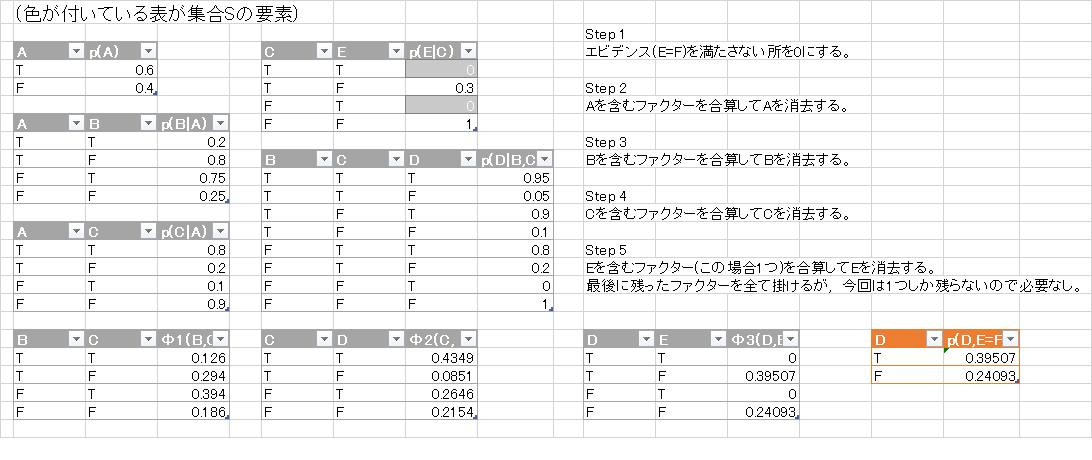 (色が付いている表が集合Sの要素)
A p(A)
T 0.6
F 0.4
A B p(B|A)
T T 0.2
T F 0.8
F T 0.75
F F 0.25
A C p(C|A)
T T 0.8
T F 0.2
F T 0.1
F F 0.9
C E p(E|C)
T T 0
T F 0.3
F T 0
F F 1
B C D p(D|B,C
T T T 0.95
T T F 0.05
T F T 0.9
T F F 0.1
F T T 0.8
F T F 0.2
F F T 0
F F F 1
Step 1
エビデンス(E=F)を満たさない所を0にする。
Step 2
Aを含むファクターを合算してAを消去する。
Step 3
Bを含むファクターを合算してBを消去する。
Step 4
Cを含むファクターを合算してCを消去する。
Step 5
Eを含むファクター(この場合1つ)を合算してEを消去する。
最後に残ったファクターを全て掛けるが，今回は1つしか残らないので必要なし。
B C Φ1(B,C
T T 0.126
T F 0.294
F T 0.394
F F 0.186
C D Φ2(C,
T T 0.4349
T F 0.0851
F T 0.2646
F F 0.2154
D E Φ3(D,E
T T 0
T F 0.39507
F T 0
F F 0.24093
D p(D,E=F
T 0.39507
F 0.24093